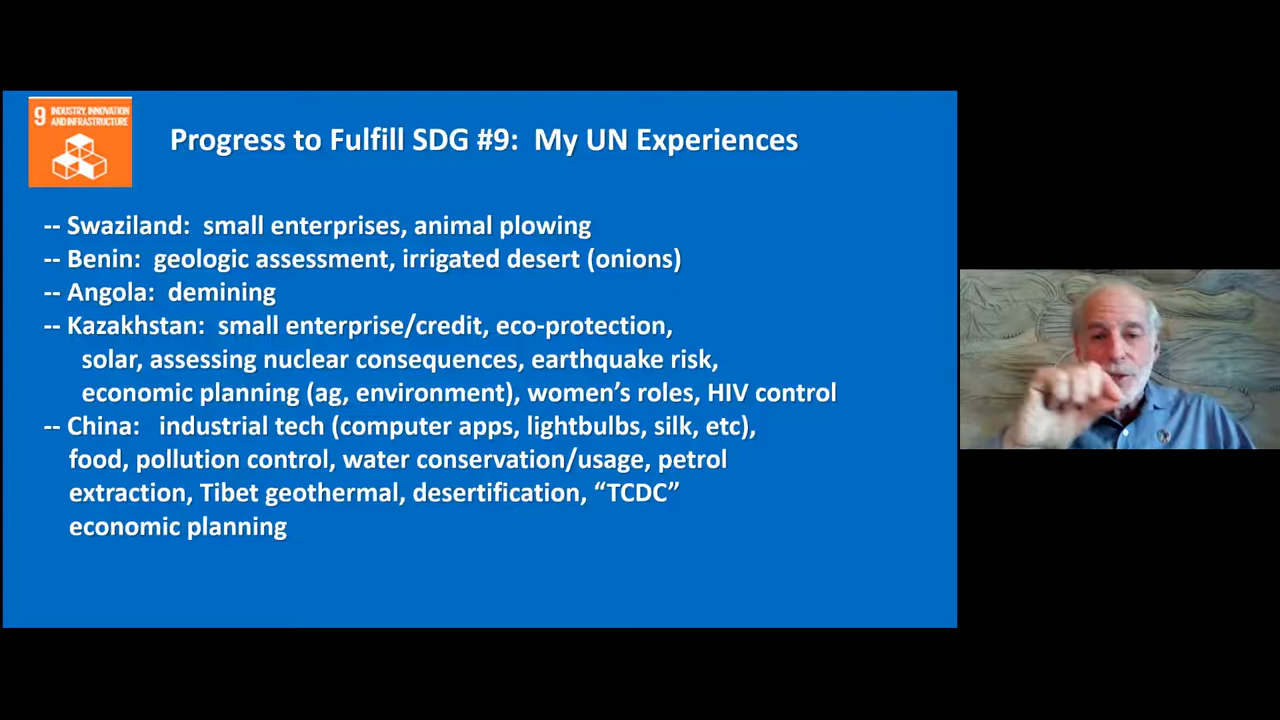 9 INDUSTRY, INNOVATION
AND INFRASTRUCTURE
Progress to Fulfill SDG #9:  My UN Experiences
-- Swaziland:  small enterprises, animal plowing
-- Benin:  geologic assessment, irrigated desert (onions)
-- Angola:  demining
-- Kazakhstan:  small enterprise/credit, eco-protection,
solar, assessing nuclear consequences, earthquake risk,
economic planning (ag, environment), women’s roles, HIV control
-- China:   industrial tech (computer apps, lightbulbs, silk, etc),
food, pollution control, water conservation/usage, petrol
extraction, Tibet geothermal, desertification, “TCDC”
economic planning